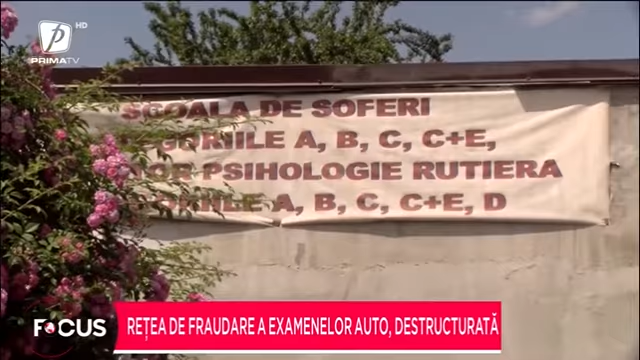 PRIMATV HD
SCOALA DE SOFERI
A, B, C, C+E,
PSIHOLOGIE RUTIERA
A, B, C, C+E, D
FOCUS
REȚEA DE FRAUDARE A EXAMENELOR AUTO, DESTRUCTURATĂ